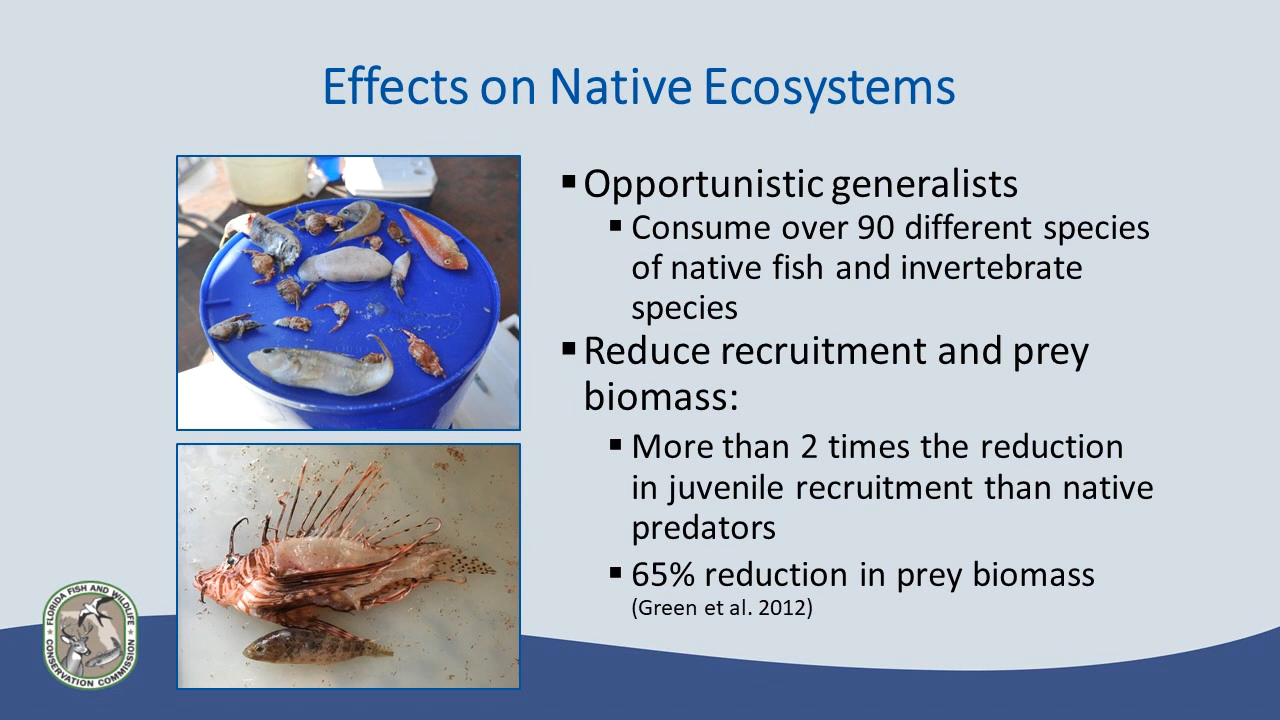 Effects on Native Ecosystems
▪ Opportunistic generalists
▪ Consume over 90 different species
of native fish and invertebrate
species
▪ Reduce recruitment and prey
biomass:
▪ More than 2 times the reduction
in juvenile recruitment than native
predators
▪ 65% reduction in prey biomass
(Green et al. 2012)
FLORIDA FISH AND WILDLIFE
CONSERVATION COMMISSION